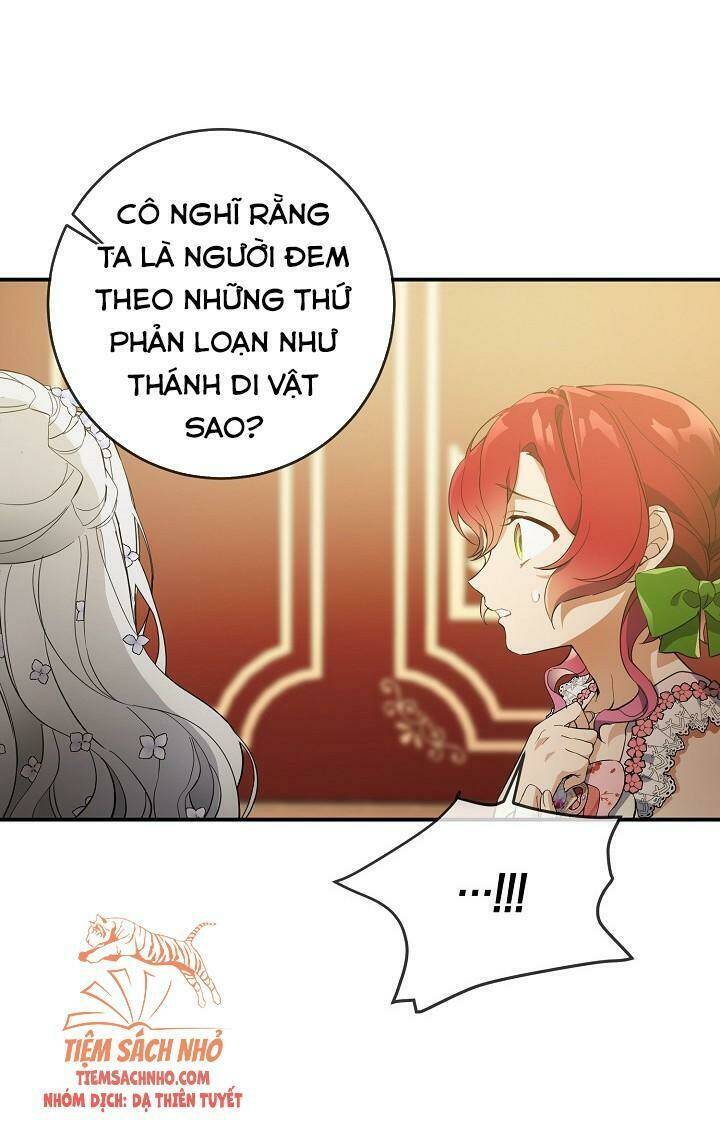 CÔ NGHĨ RẰNG
TA LÀ NGƯỜI ĐEM
THEO NHỮNG THỨ
PHẢN LOẠN NHƯ
THÁNH DI VẬT
SAO?
...!!!
TIỆM SÁCH NHỎ
TIEMSACHNHO.COM
NHÓM DỊCH: DẠ THIÊN TUYẾT